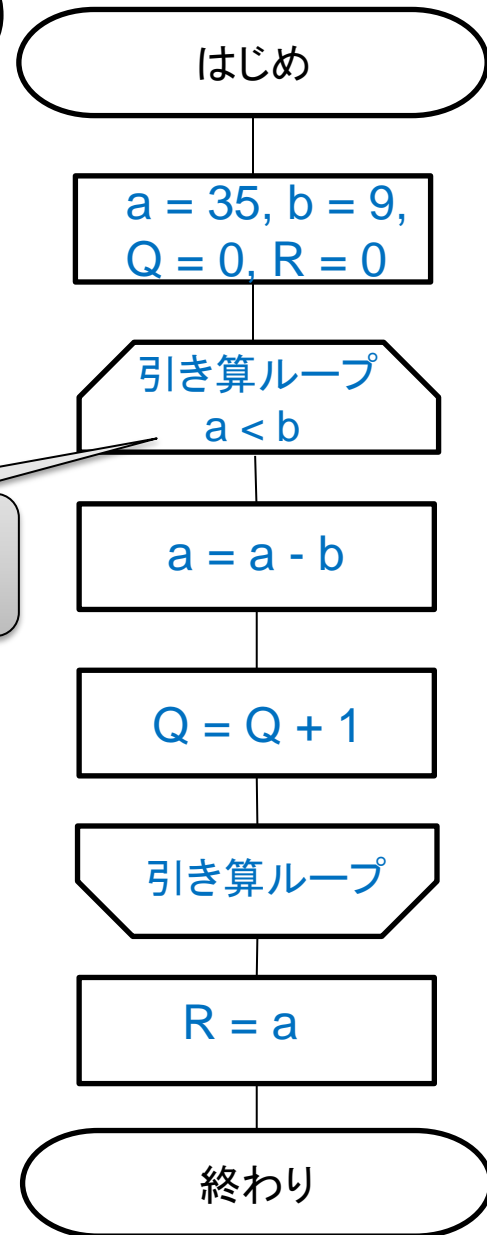 はじめ
a = 35, b = 9,
Q = 0, R = 0
引き算ループ
a < b
a = a - b
Q = Q + 1
引き算ループ
R = a
終わり